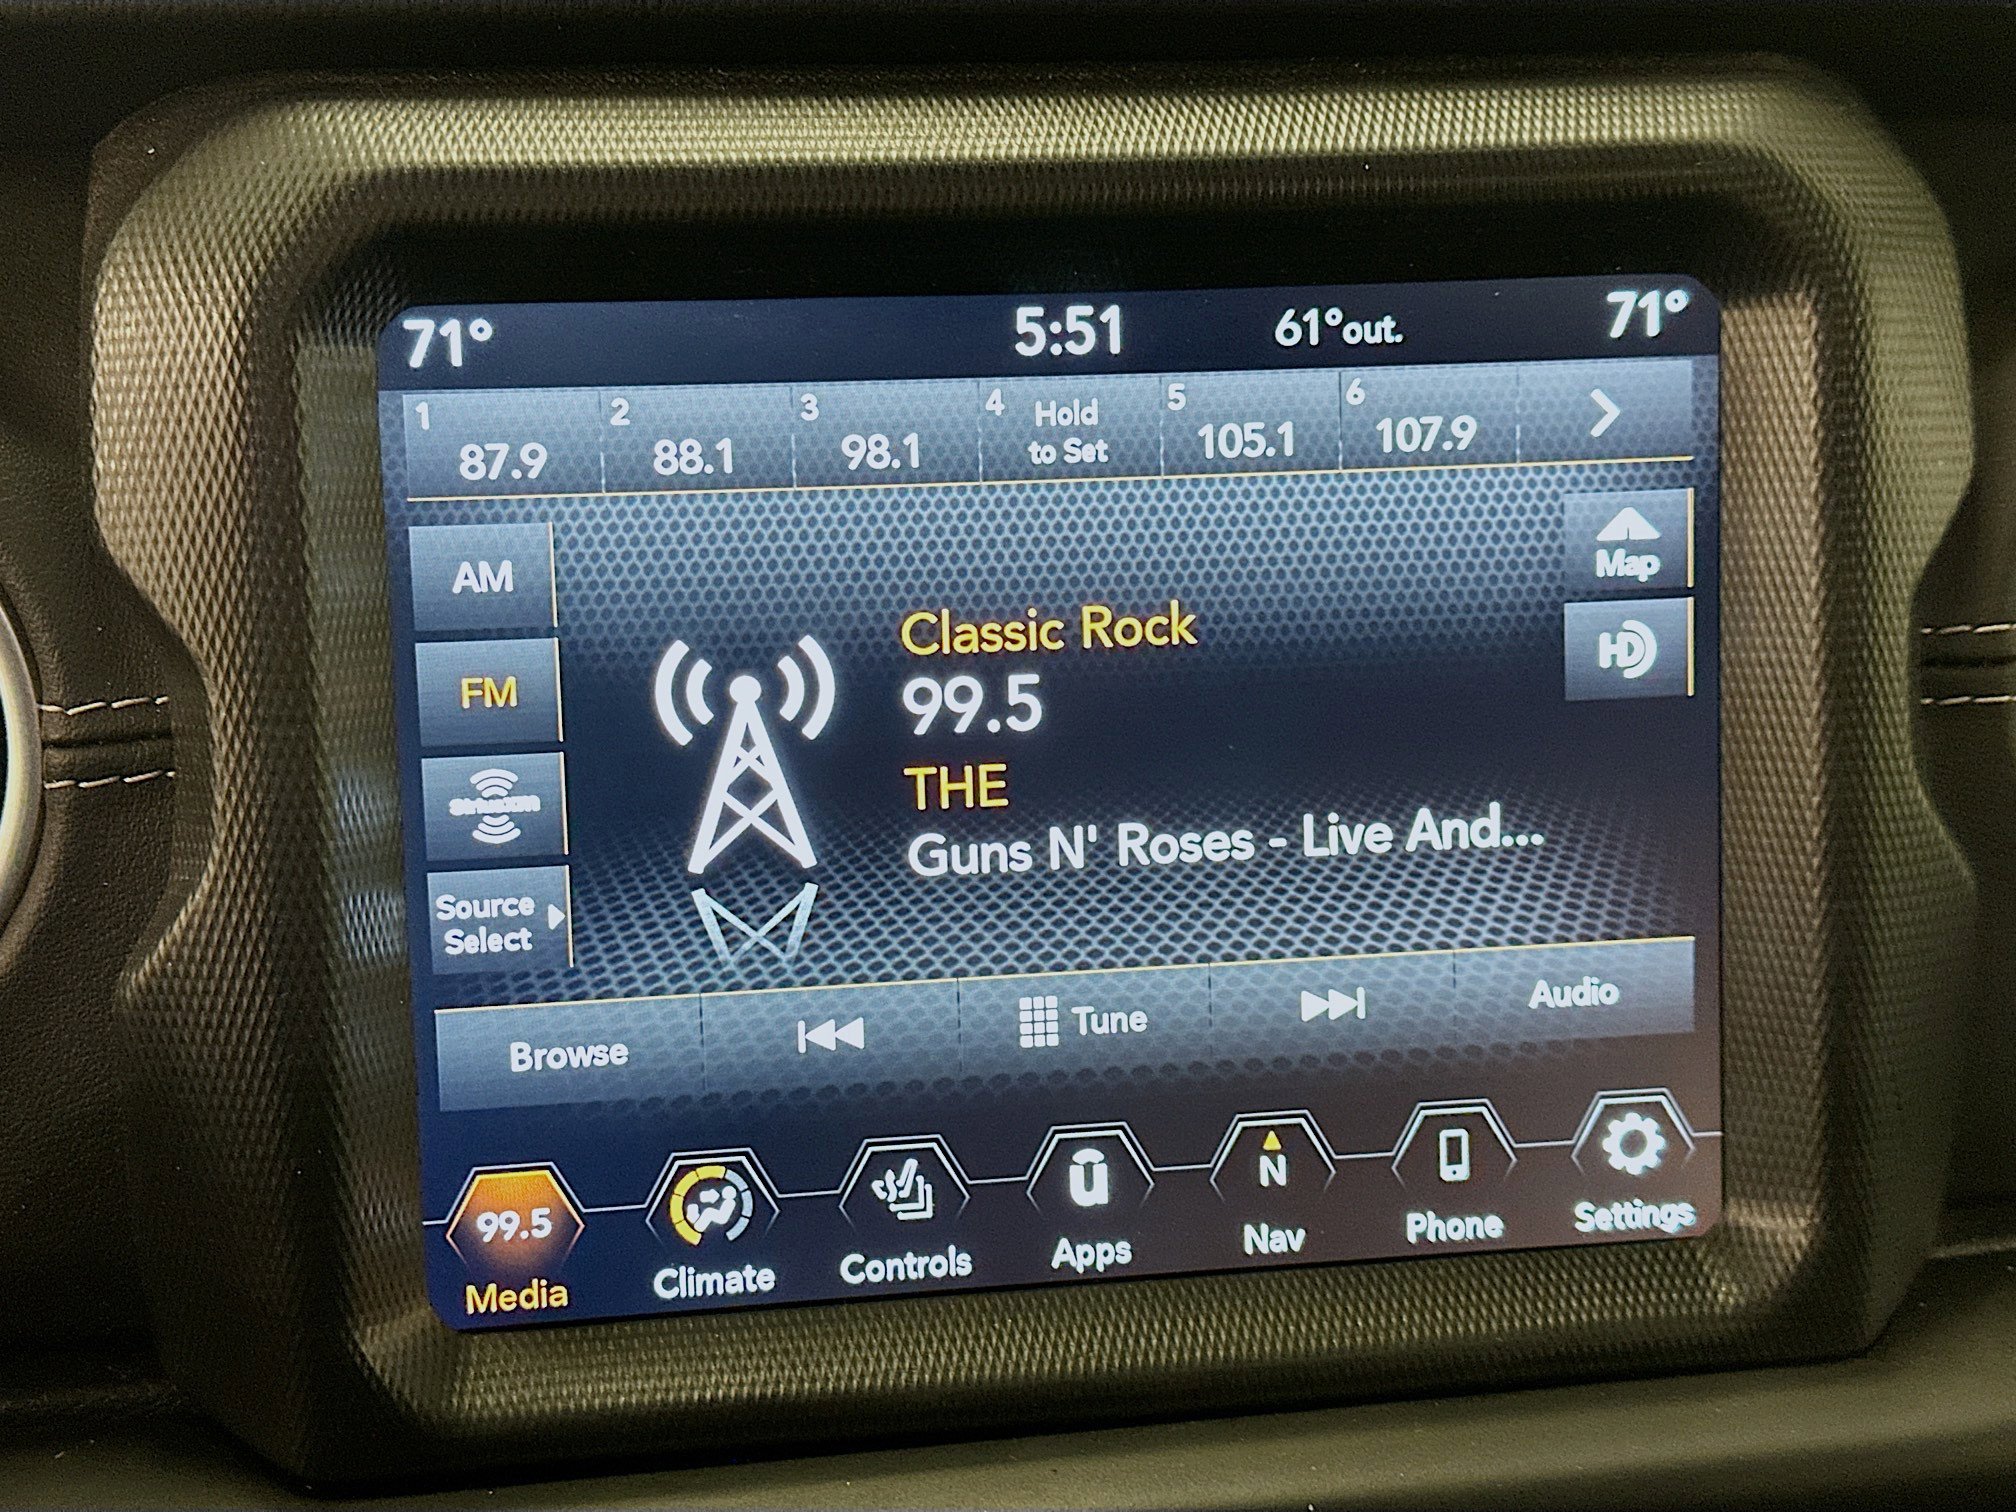 71° 5:51 61°out. 71°
1 2 3 4 Hold 5 6
87.9 88.1 98.1 to Set 105.1 107.9
AM
Map
FM
HD
Classic Rock
99.5
THE
Guns N' Roses - Live And...
SiriusXM
Source
Select
Browse Tune Audio
99.5 u N
Media Climate Controls Apps Nav Phone Settings